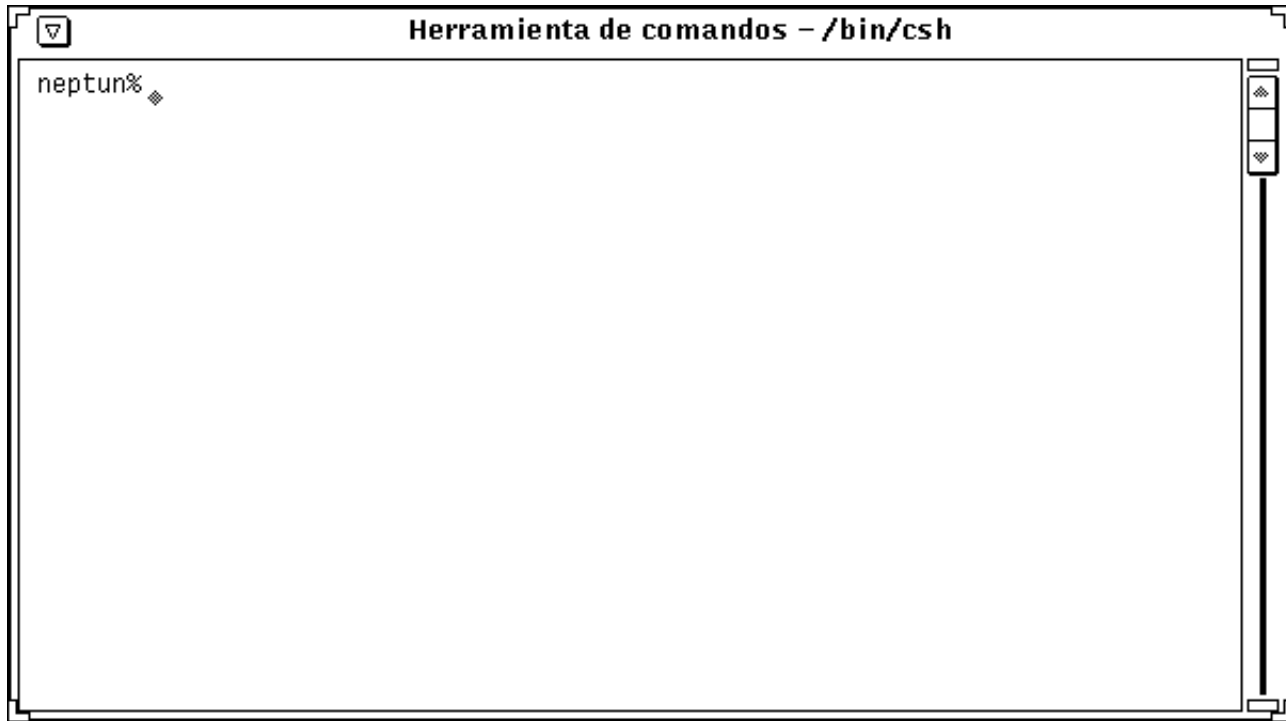 Herramienta de comandos – /bin/csh
neptun%